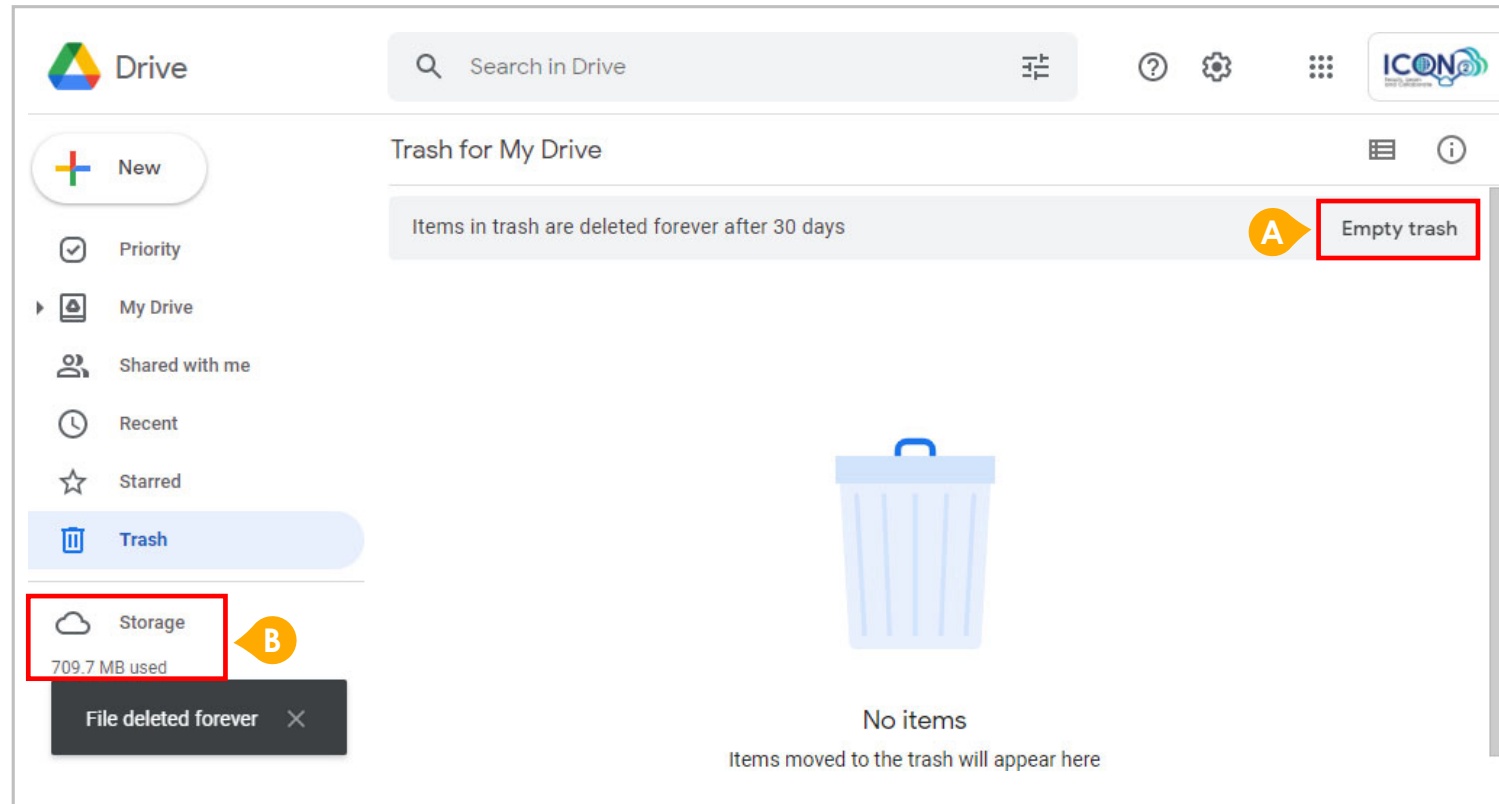 Drive
Search in Drive
ICON2
New
Trash for My Drive
Items in trash are deleted forever after 30 days
A
Empty trash
Priority
My Drive
Shared with me
Recent
Starred
Trash
Storage
B
709.7 MB used
File deleted forever
No items
Items moved to the trash will appear here